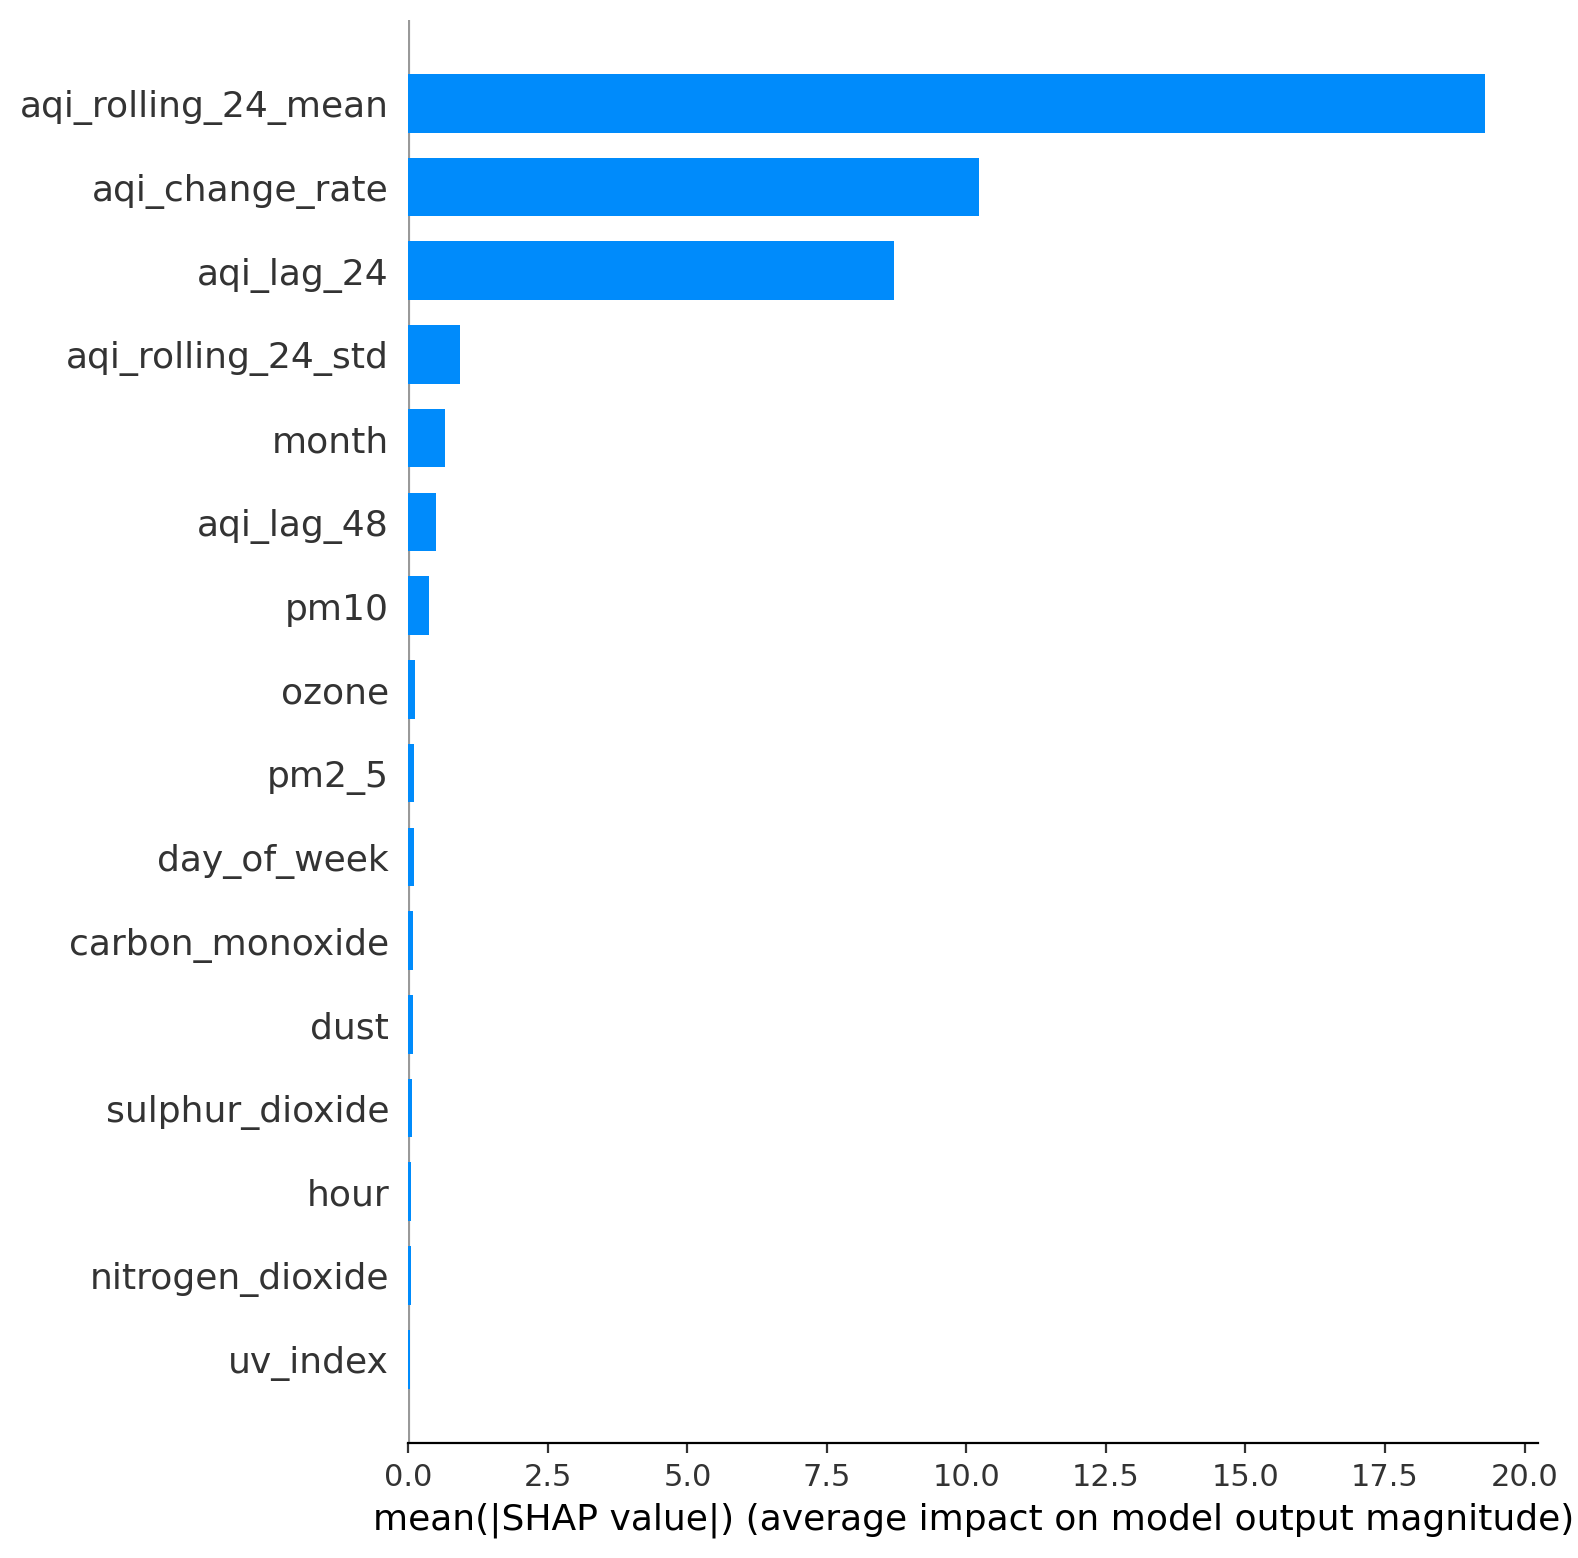 aqi_rolling_24_mean
aqi_change_rate
aqi_lag_24
aqi_rolling_24_std
month
aqi_lag_48
pm10
ozone
pm2_5
day_of_week
carbon_monoxide
dust
sulphur_dioxide
hour
nitrogen_dioxide
uv_index
0.0 2.5 5.0 7.5 10.0 12.5 15.0 17.5 20.0
mean(|SHAP value|) (average impact on model output magnitude)